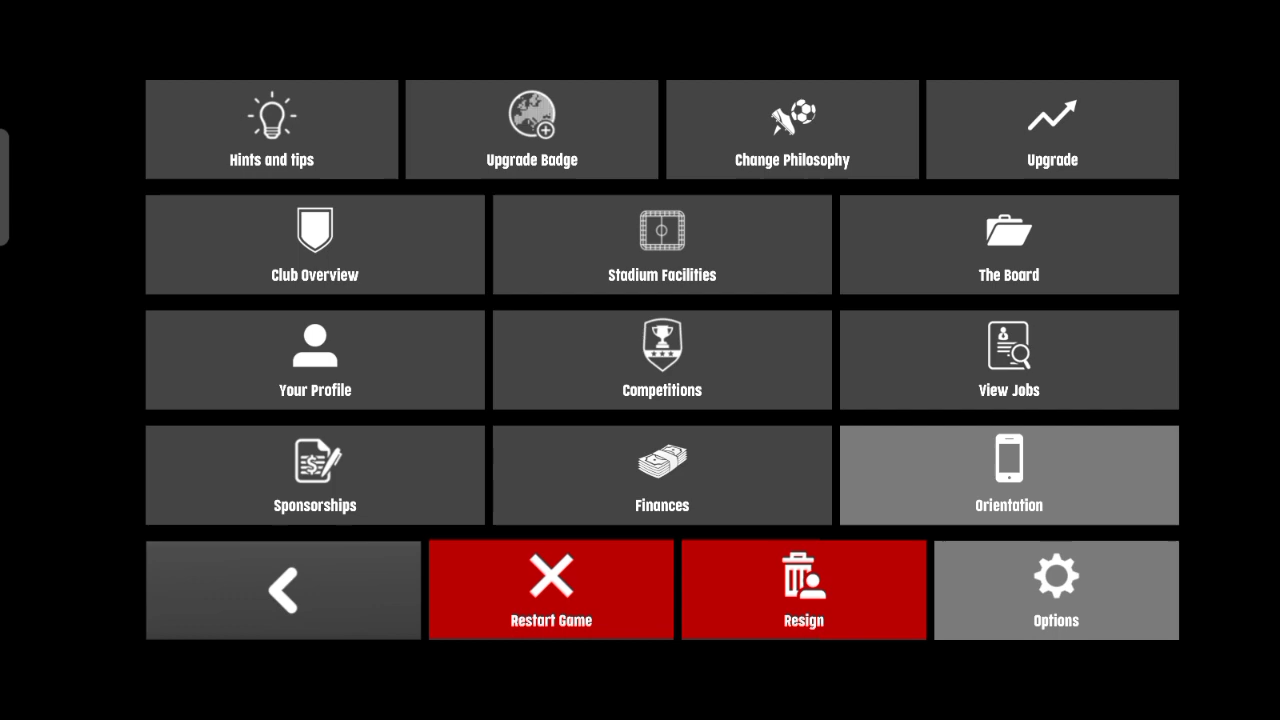 Hints and tips
Upgrade Badge
Change Philosophy
Upgrade
Club Overview
Stadium Facilities
The Board
Your Profile
Competitions
View Jobs
Sponsorships
Finances
Orientation
Restart Game
Resign
Options